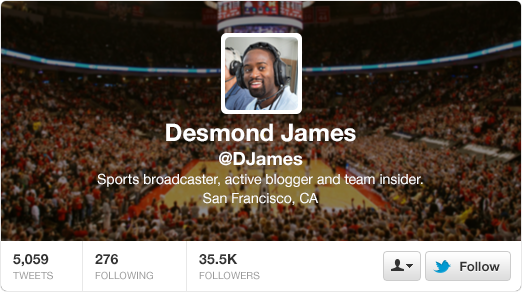 Desmond James
@DJames
Sports broadcaster, active blogger and team insider.
San Francisco, CA
5,059 276 35.5K
TWEETS FOLLOWING FOLLOWERS
Follow